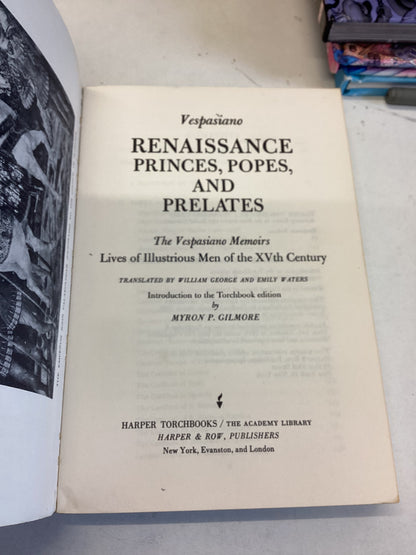 Vespasiano
RENAISSANCE
PRINCES, POPES,
AND
PRELATES
The Vespasiano Memoirs
Lives of Illustrious Men of the XVth Century
TRANSLATED BY WILLIAM GEORGE AND EMILY WATERS
Introduction to the Torchbook edition
by
MYRON P. GILMORE
HARPER TORCHBOOKS / THE ACADEMY LIBRARY
HARPER & ROW, PUBLISHERS
New York, Evanston, and London